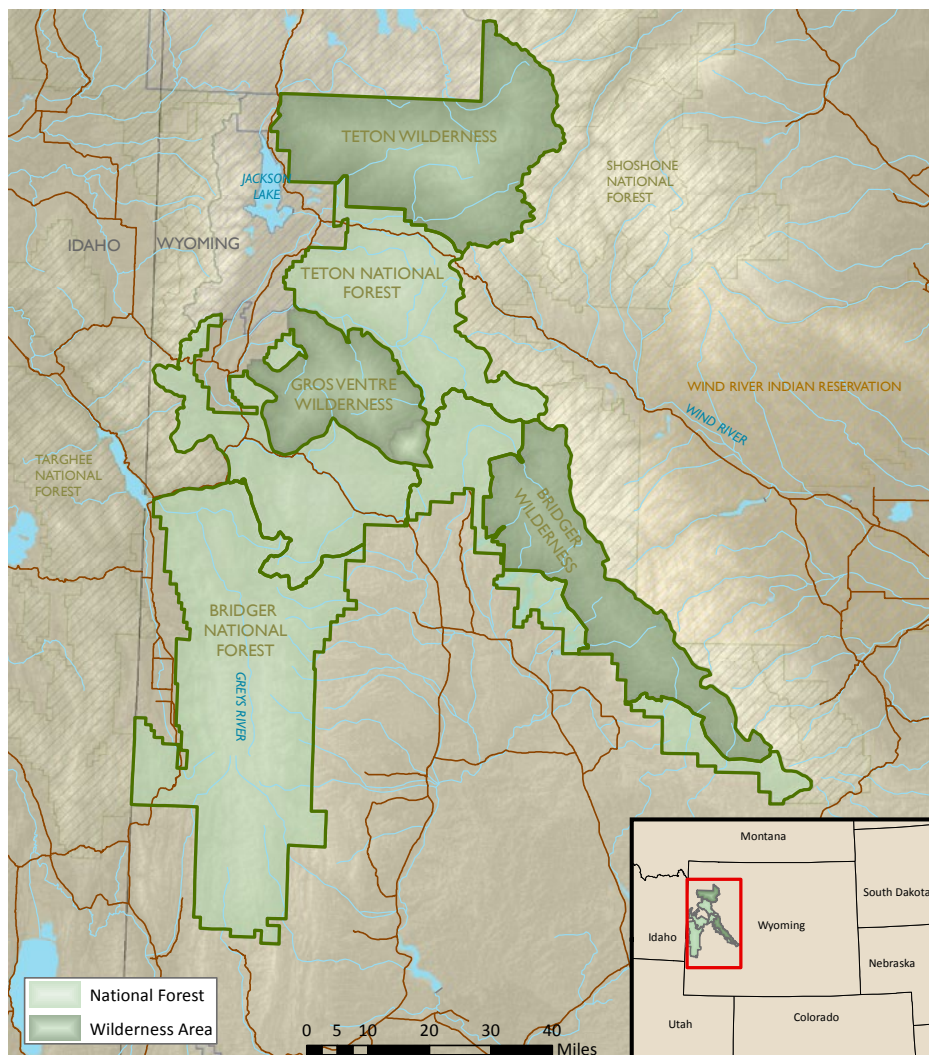 TETON WILDERNESS
SHOSHONE
NATIONAL
FOREST
JACKSON
LAKE
IDAHO
WYOMING
TETON NATIONAL
FOREST
GROS VENTRE
WILDERNESS
WIND RIVER INDIAN RESERVATION
WIND RIVER
TARGHEE
NATIONAL
FOREST
BRIDGER
WILDERNESS
BRIDGER
NATIONAL
FOREST
GREYS RIVER
National Forest
Wilderness Area
0 5 10 20 30 40
Miles
Montana
South Dakota
Idaho
Wyoming
Nebraska
Utah
Colorado